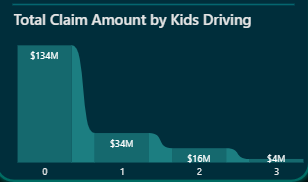 Total Claim Amount by Kids Driving
$134M
$34M
$16M
$4M
0 1 2 3